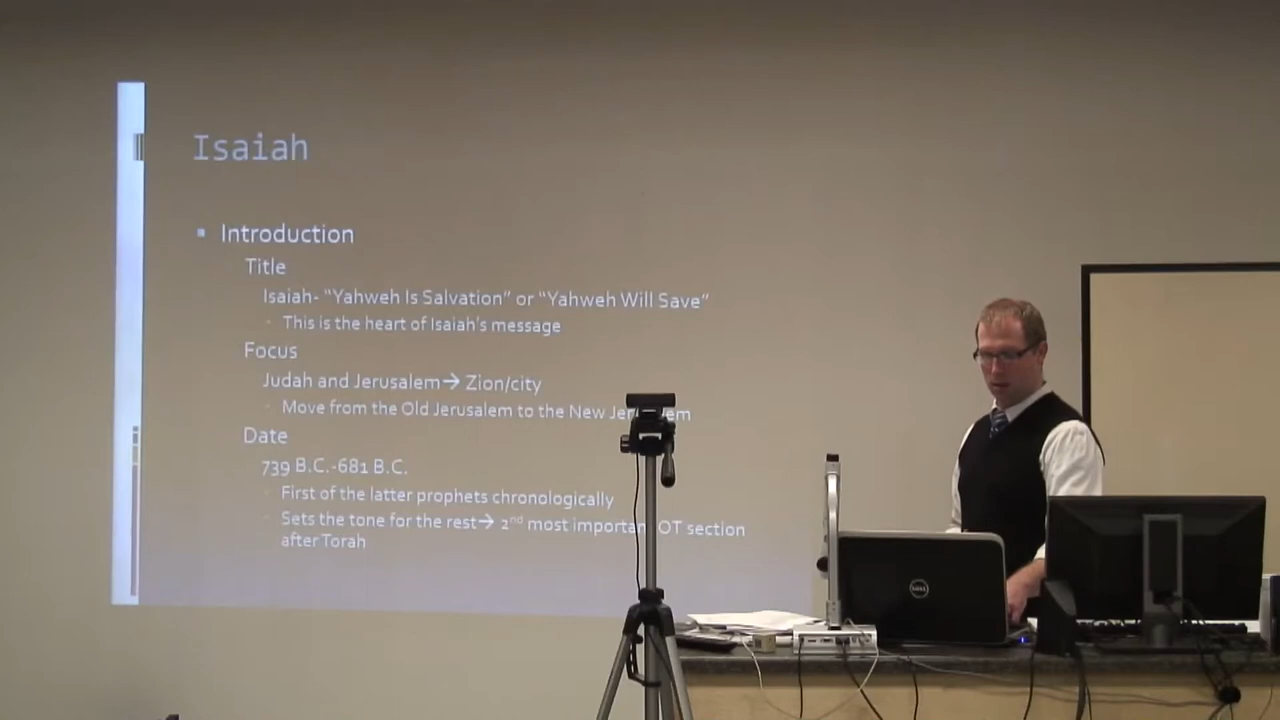 Isaiah
Introduction
Title
Isaiah- “Yahweh Is Salvation” or “Yahweh Will Save”
This is the heart of Isaiah’s message
Focus
Judah and Jerusalem→ Zion/city
Move from the Old Jerusalem to the New Jerusalem
Date
739 B.C.-681 B.C.
First of the latter prophets chronologically
Sets the tone for the rest→ 2nd most important OT section
after Torah
DELL